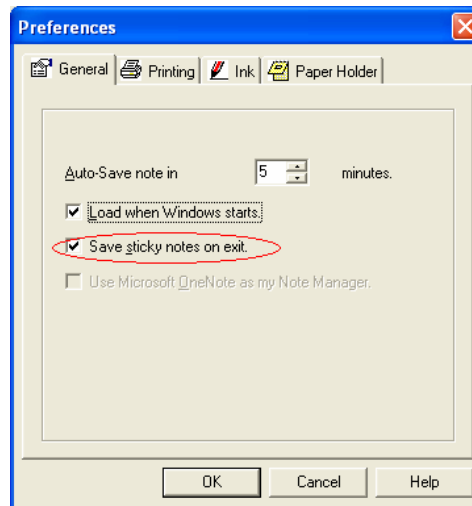 Preferences
General Printing Ink Paper Holder
Auto-Save note in 5 minutes.
Load when Windows starts.
Save sticky notes on exit.
Use Microsoft OneNote as my Note Manager.
OK Cancel Help